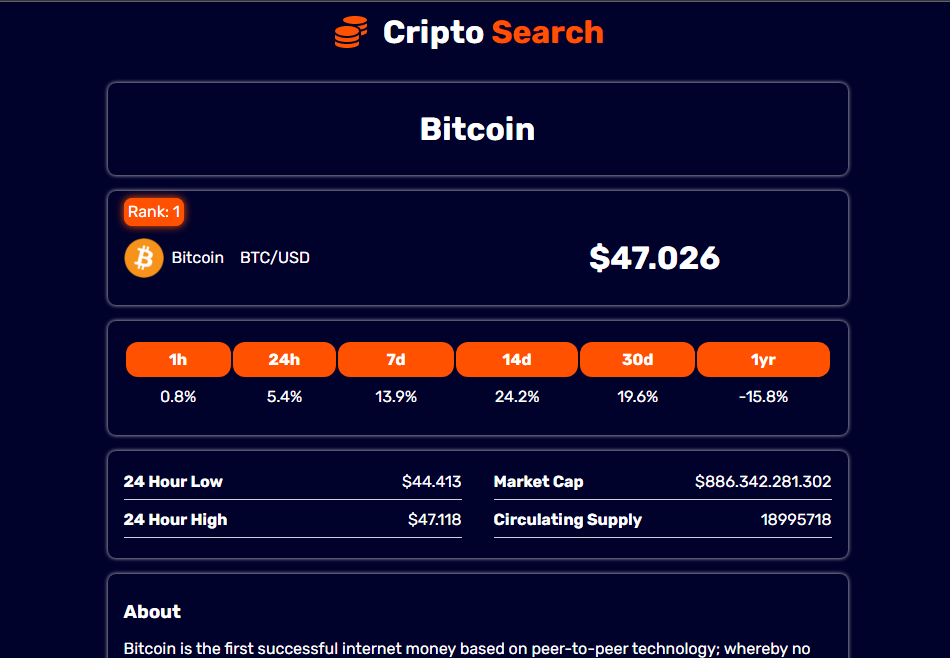 Cripto Search
Bitcoin
Rank: 1
Bitcoin BTC/USD $47.026
1h 24h 7d 14d 30d 1yr
0.8% 5.4% 13.9% 24.2% 19.6% -15.8%
24 Hour Low $44.413 Market Cap $886.342.281.302
24 Hour High $47.118 Circulating Supply 18995718
About
Bitcoin is the first successful internet money based on peer-to-peer technology; whereby no